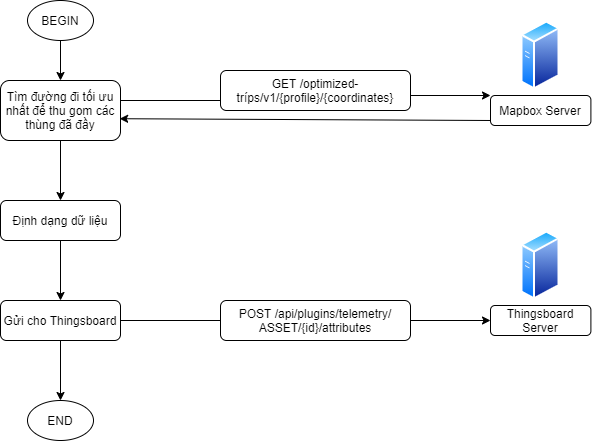 BEGIN
Tìm đường đi tối ưu
nhất để thu gom các
thùng đã đầy
GET /optimized-
tríps/v1/{profile}/{coordinates}
Mapbox Server
Định dạng dữ liệu
Gửi cho Thingsboard
POST /api/plugins/telemetry/
ASSET/{id}/attributes
Thingsboard
Server
END